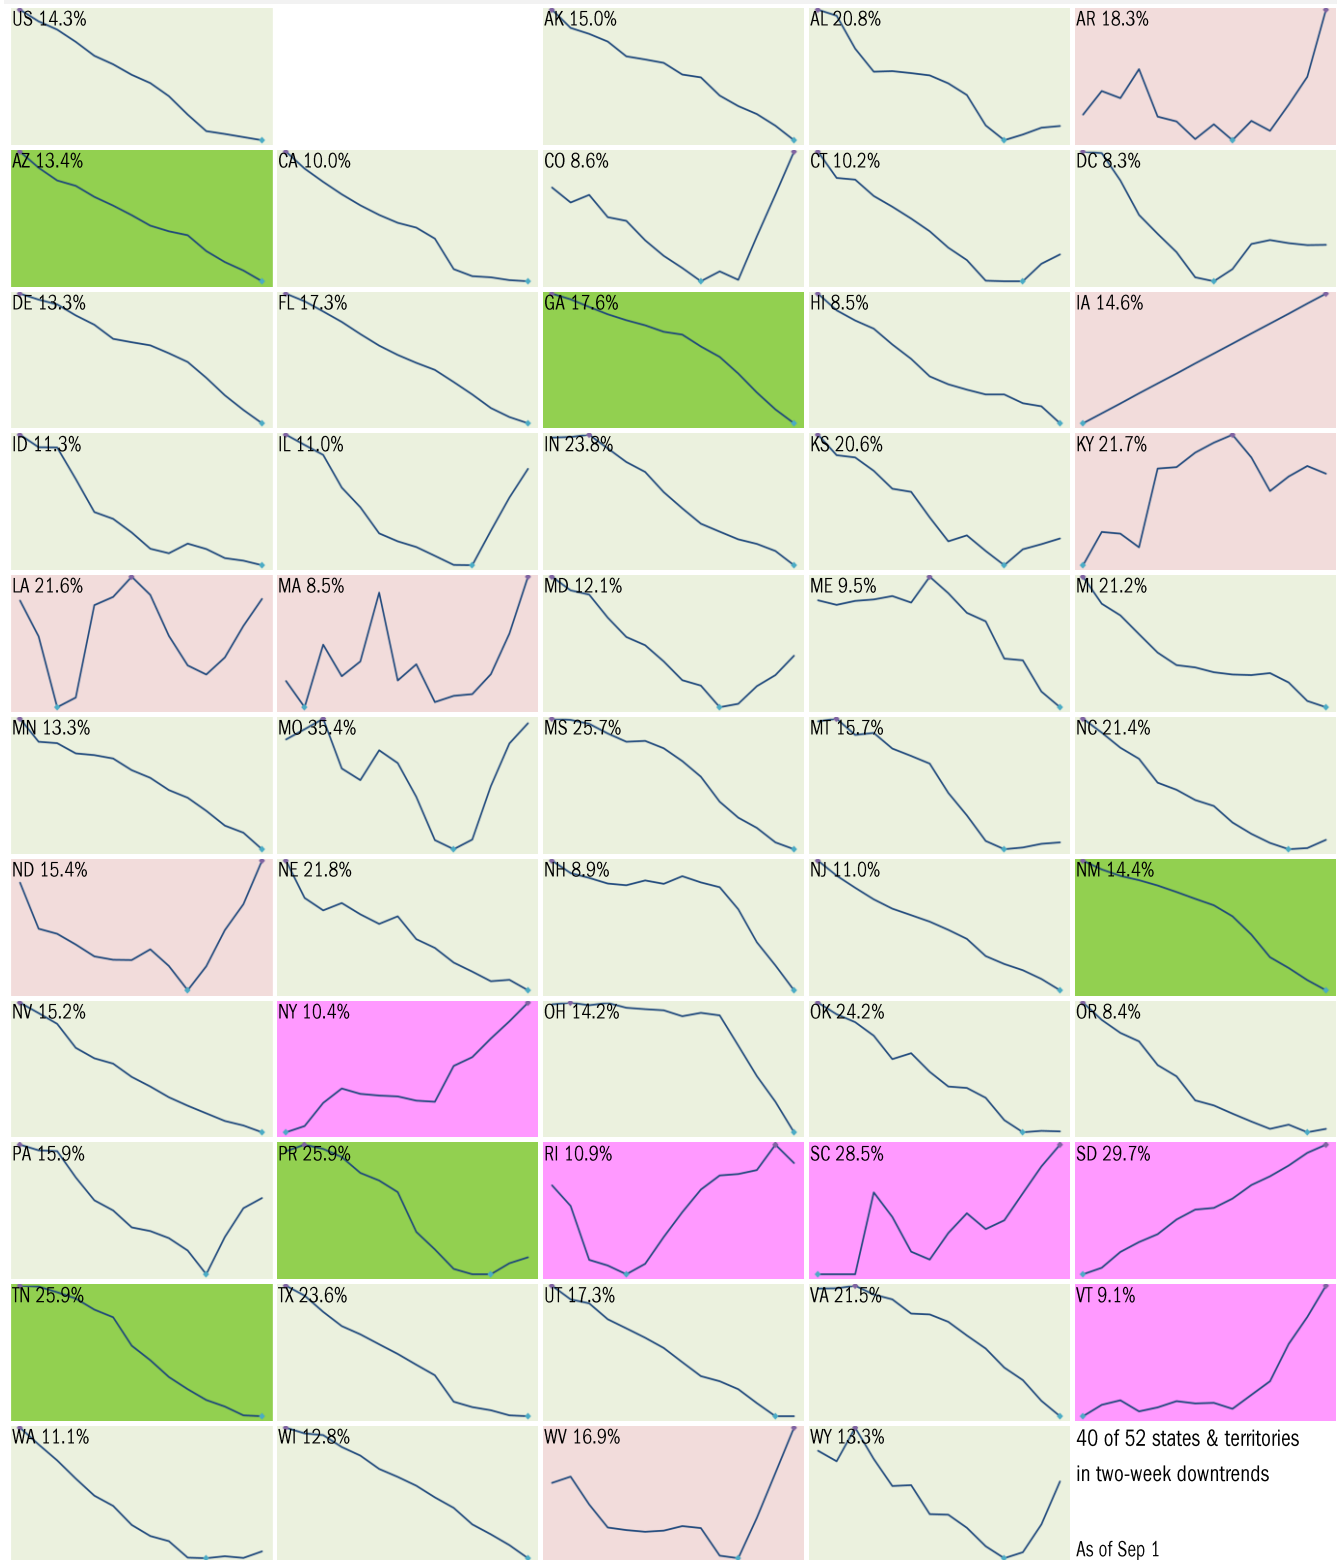 US 14.3%
AK 15.0%
AL 20.8%
AR 18.3%
AZ 13.4%
CA 10.0%
CO 8.6%
CT 10.2%
DC 8.3%
DE 13.3%
FL 17.3%
GA 17.6%
HI 8.5%
IA 14.6%
ID 11.3%
IL 11.0%
IN 23.8%
KS 20.6%
KY 21.7%
LA 21.6%
MA 8.5%
MD 12.1%
ME 9.5%
MI 21.2%
MN 13.3%
MO 35.4%
MS 25.7%
MT 15.7%
NC 21.4%
ND 15.4%
NE 21.8%
NH 8.9%
NJ 11.0%
NM 14.4%
NV 15.2%
NY 10.4%
OH 14.2%
OK 24.2%
OR 8.4%
PA 15.9%
PR 25.9%
RI 10.9%
SC 28.5%
SD 29.7%
TN 25.9%
TX 23.6%
UT 17.3%
VA 21.5%
VT 9.1%
WA 11.1%
WI 12.8%
WV 16.9%
WY 13.3%
40 of 52 states & territories
in two-week downtrends
As of Sep 1